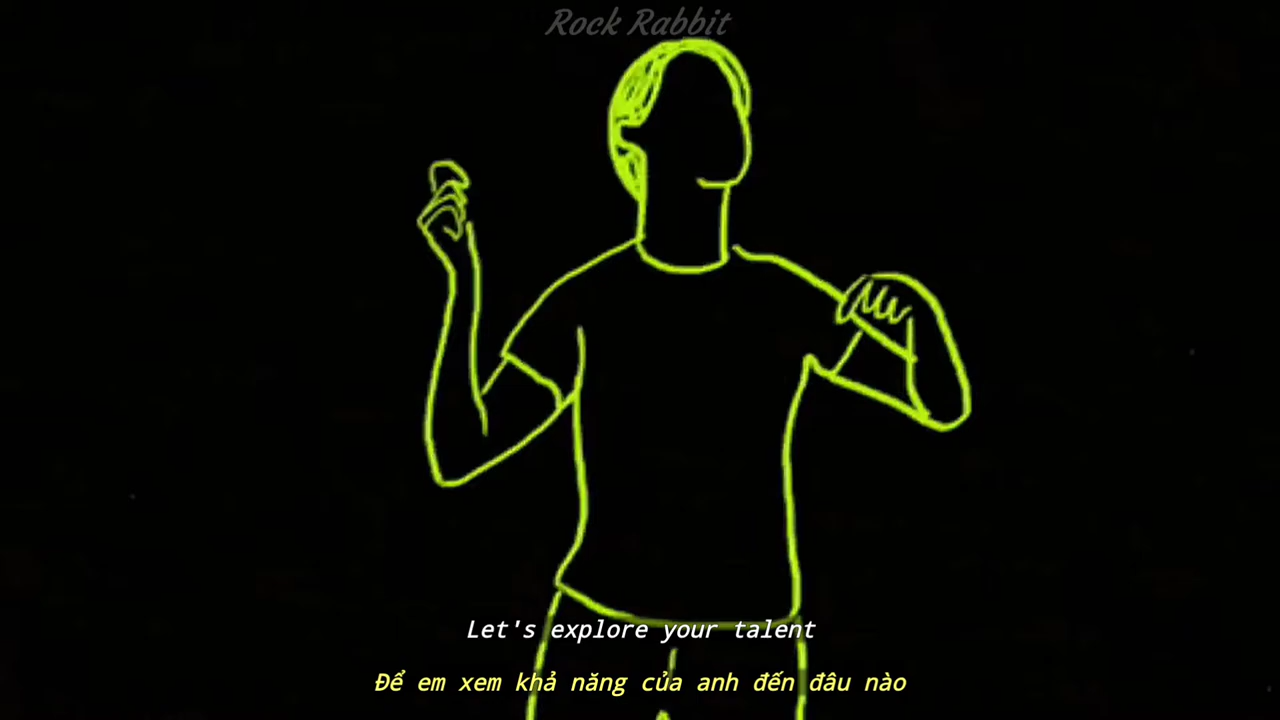 Rock Rabbit
Let's explore your talent
Để em xem khả năng của anh đến đâu nào